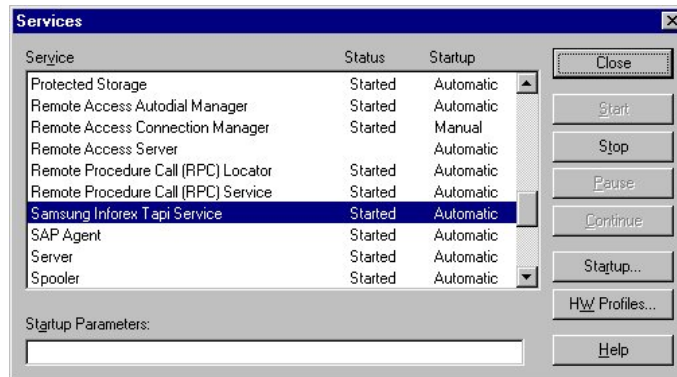 Services
Service Status Startup
Protected Storage Started Automatic
Remote Access Autodial Manager Started Automatic
Remote Access Connection Manager Started Manual
Remote Access Server Automatic
Remote Procedure Call (RPC) Locator Started Automatic
Remote Procedure Call (RPC) Service Started Automatic
Samsung Inforex Tapi Service Started Automatic
SAP Agent Started Automatic
Server Started Automatic
Spooler Started Automatic
Startup Parameters:
Close
Start
Stop
Pause
Continue
Startup...
HW Profiles...
Help